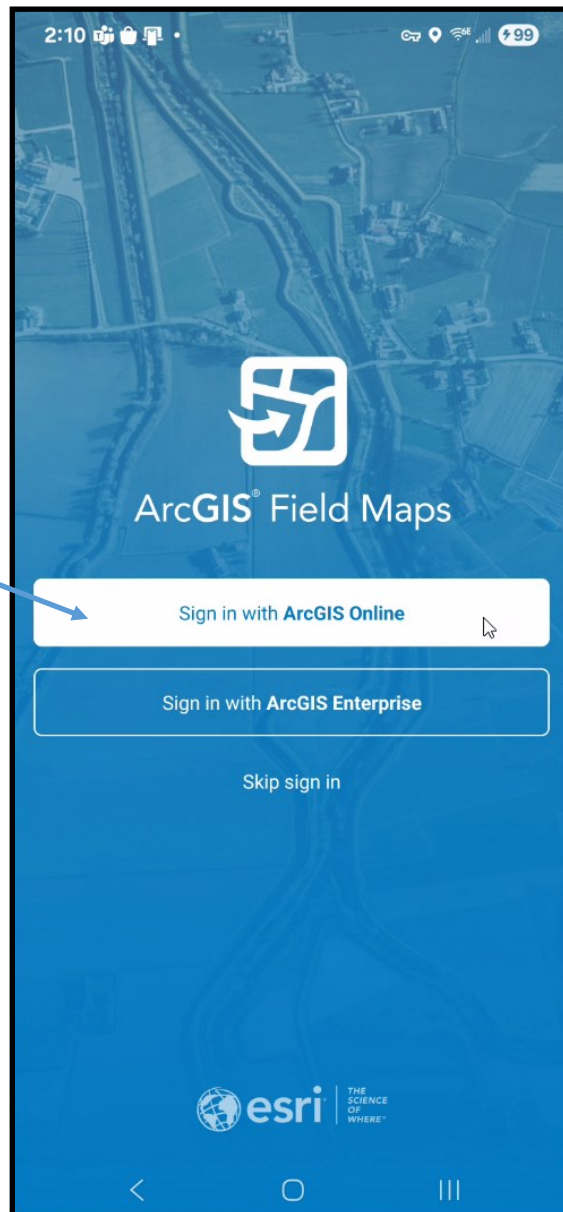 2:10
6E
99
ArcGIS® Field Maps
Sign in with ArcGIS Online
Sign in with ArcGIS Enterprise
Skip sign in
esri
THE
SCIENCE
OF
WHERE®